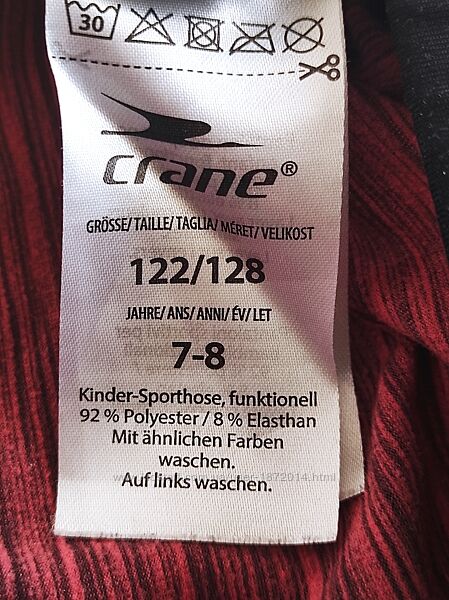 30
crane®
GRÖSSE/ TAILLE/ TAGLIA/ MÉRET/ VELIKOST
122/128
JAHRE/ ANS/ ANNI/ ÉV/ LET
7-8
Kinder-Sporthose, funktionell
92 % Polyester / 8 % Elasthan
Mit ähnlichen Farben
waschen.
Auf links waschen.